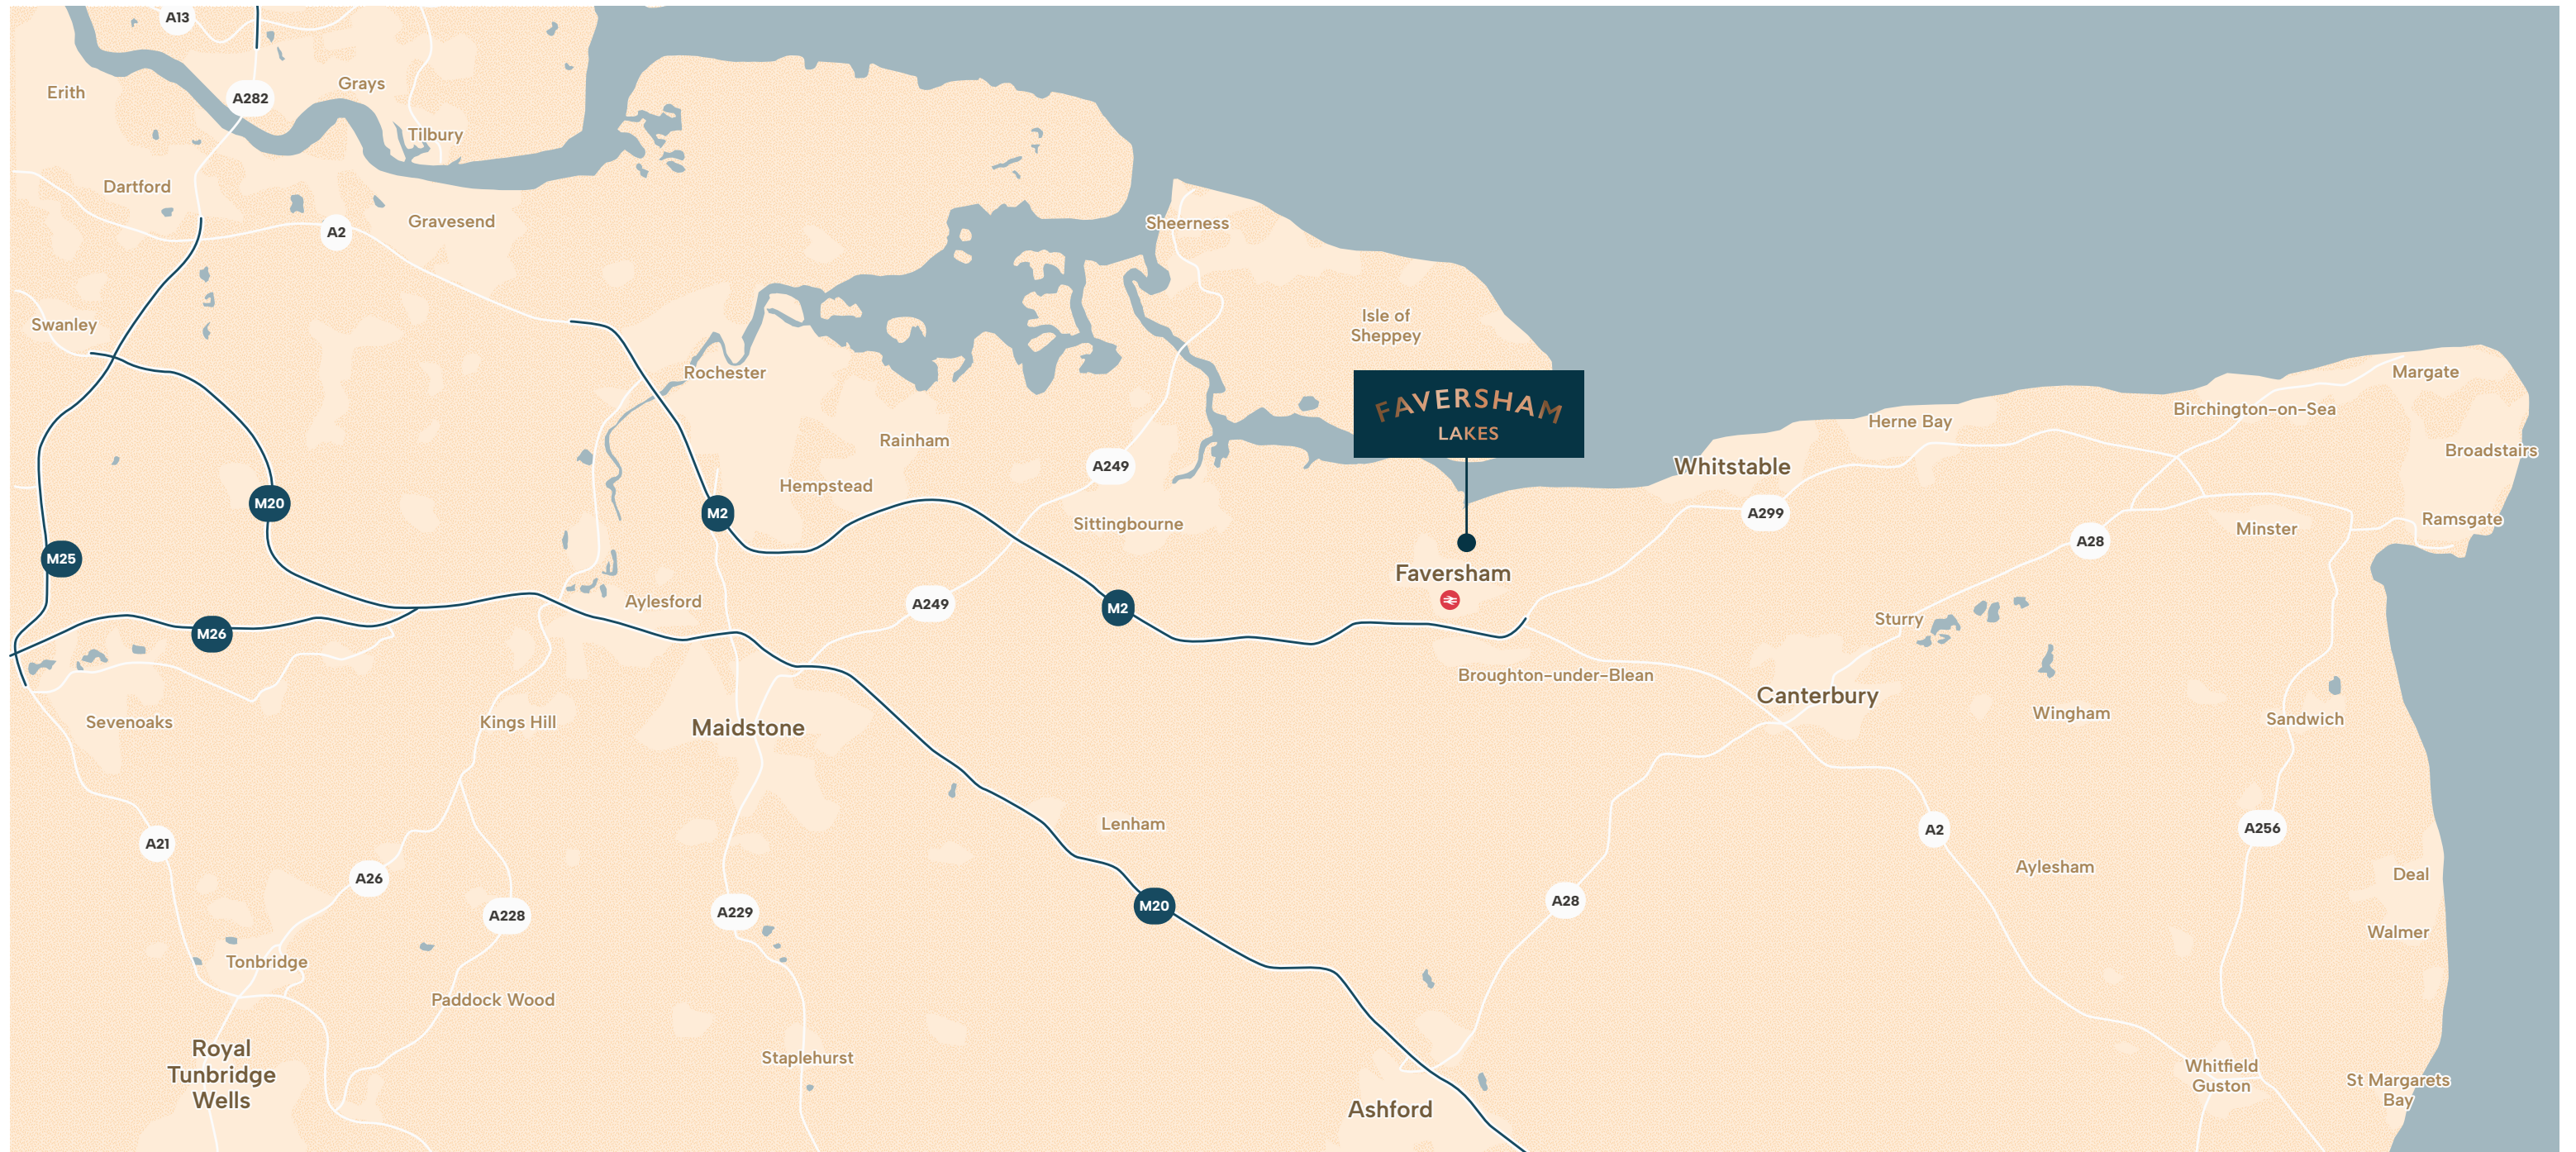 A13
Erith
Grays
A282
Tilbury
Dartford
A2
Gravesend
Sheerness
Swanley
Isle of
Sheppey
Rochester
FAVERSHAM
LAKES
Margate
Birchington-on-Sea
Herne Bay
Rainham
Broadstairs
A249
Whitstable
Hempstead
M20
M2
A299
Sittingbourne
Ramsgate
Minster
A28
M25
Faversham
Aylesford
A249
M2
Sturry
M26
Broughton-under-Blean
Canterbury
Wingham
Sandwich
Sevenoaks
Kings Hill
Maidstone
Lenham
A2
A256
A21
Aylesham
Deal
A26
A28
M20
A228
A229
Walmer
Tonbridge
Paddock Wood
Royal
Tunbridge
Wells
Staplehurst
Whitfield
Guston
St Margarets
Bay
Ashford